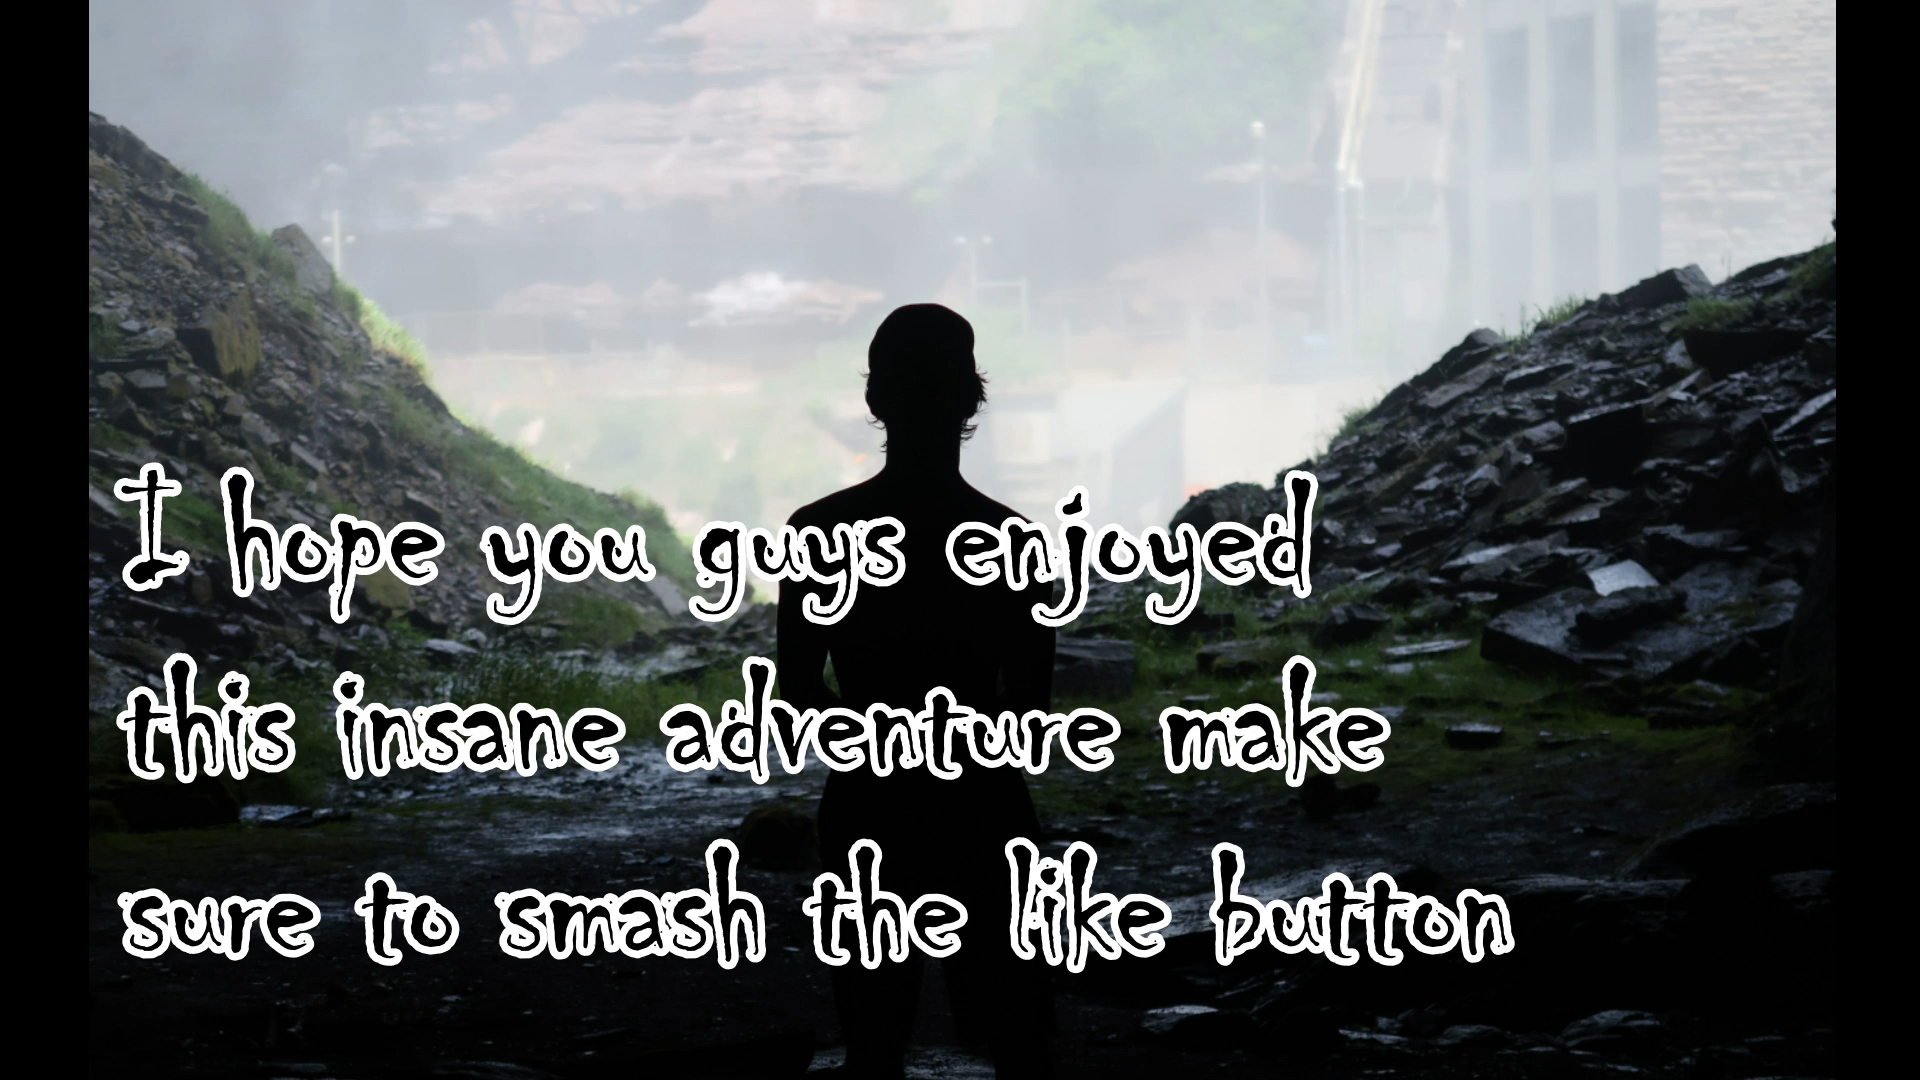 I hope you guys enjoyed
this insane adventure make
sure to smash the like button